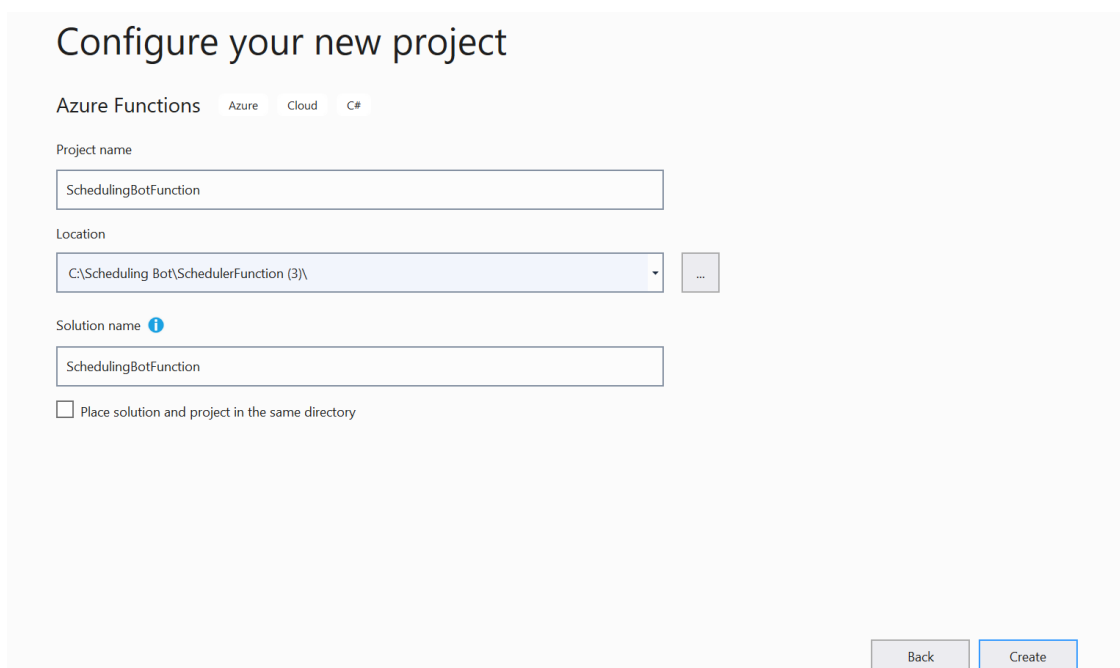 Configure your new project
Azure Functions Azure Cloud C#
Project name
SchedulingBotFunction
Location
C:\Scheduling Bot\SchedulerFunction (3)\
...
Solution name
SchedulingBotFunction
Place solution and project in the same directory
Back Create